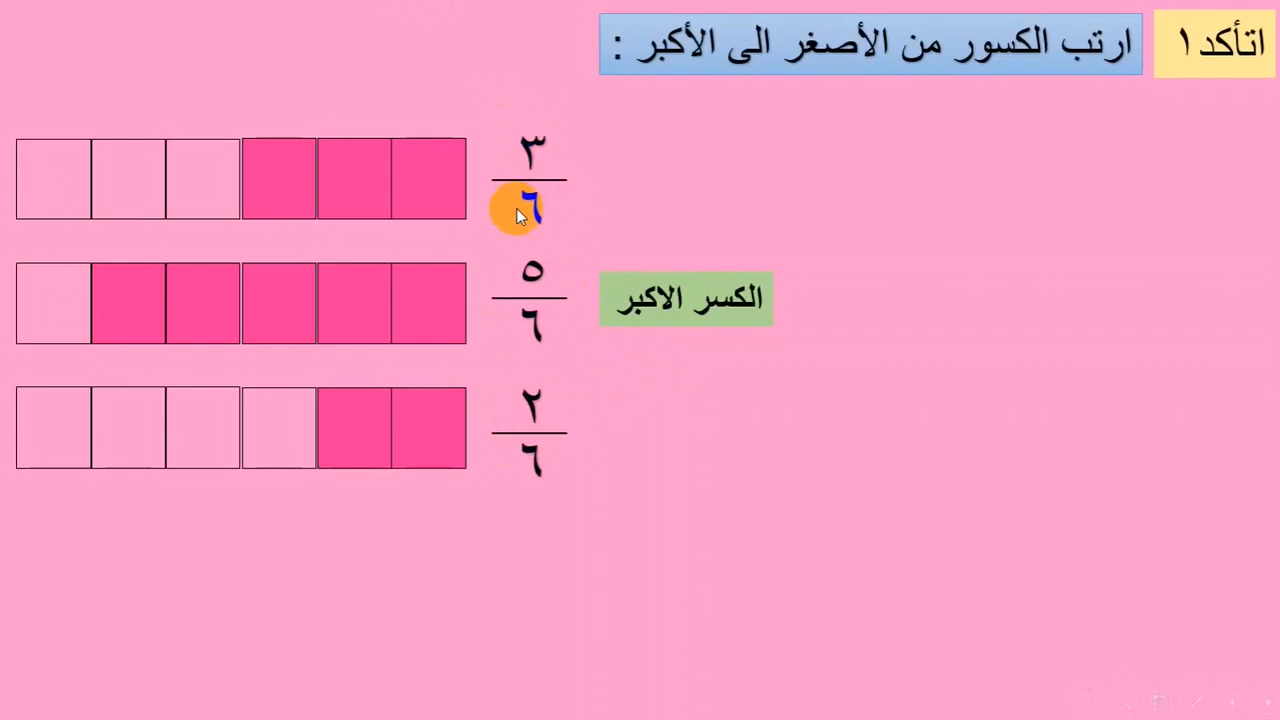 اتأكد ١
ارتب الكسور من الأصغر الى الأكبر :
٣
٦
٥
٦
الكسر الاكبر
٢
٦